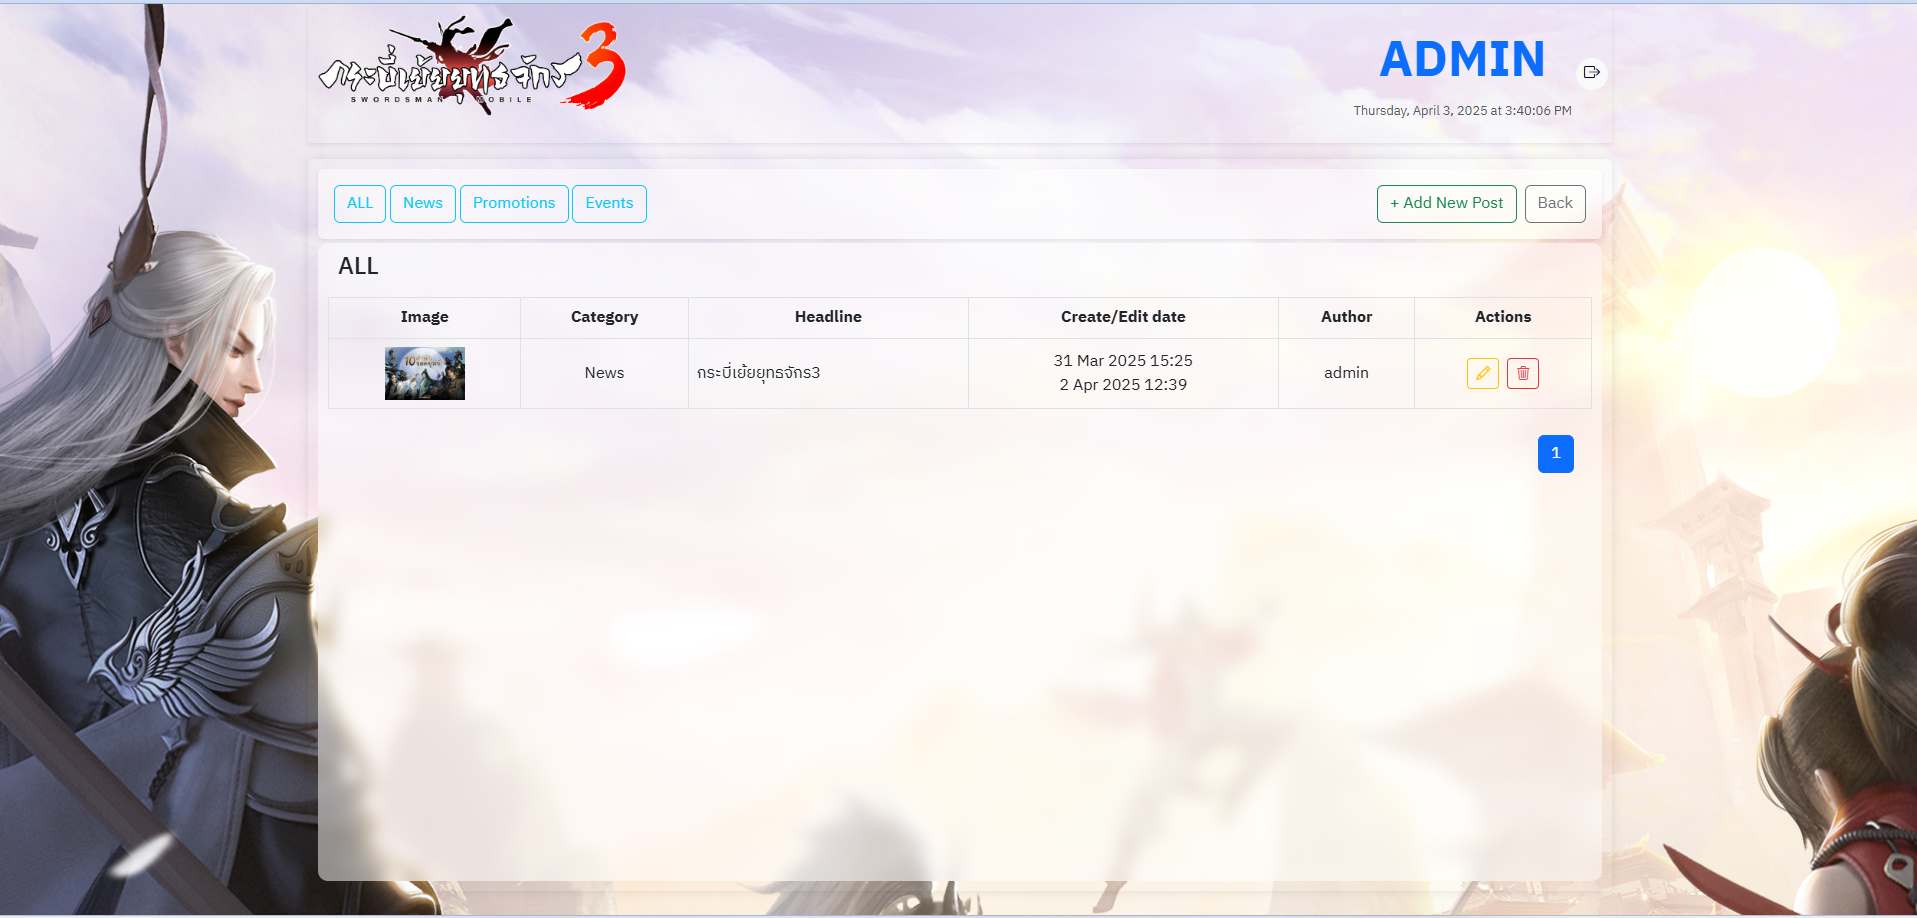 กระบี่เย้ยยุทธจักร 3
SWORDSMAN MOBILE
ADMIN
Thursday, April 3, 2025 at 3:40:06 PM
ALL News Promotions Events + Add New Post Back
ALL
Image Category Headline Create/Edit date Author Actions
News กระบี่เย้ยยุทธจักร3 31 Mar 2025 15:25 admin
2 Apr 2025 12:39
1